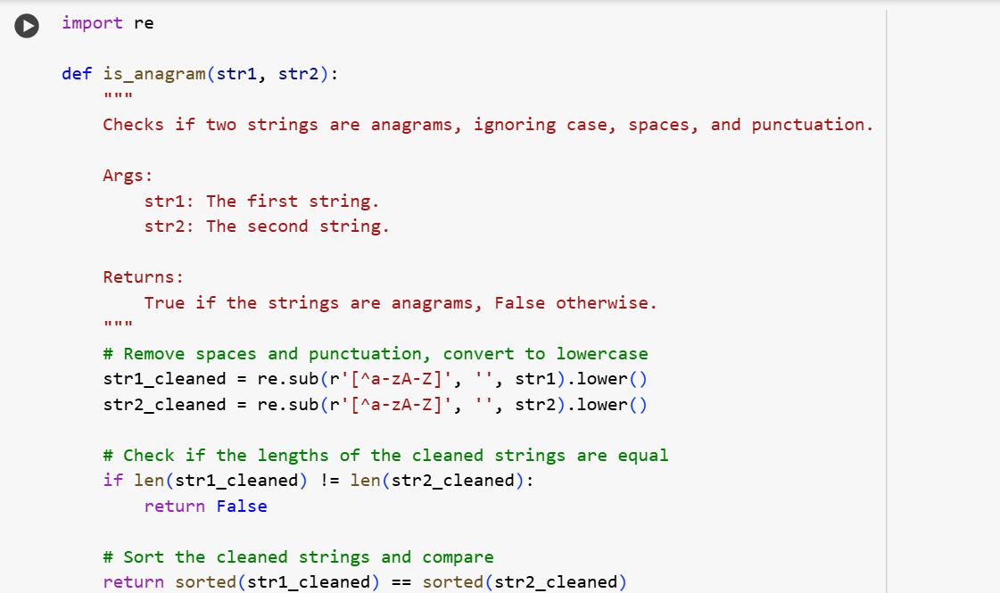 import re
def is_anagram(str1, str2):
    """
    Checks if two strings are anagrams, ignoring case, spaces, and punctuation.
    Args:
        str1: The first string.
        str2: The second string.
    Returns:
        True if the strings are anagrams, False otherwise.
    """
    # Remove spaces and punctuation, convert to lowercase
    str1_cleaned = re.sub(r'[^a-zA-Z]', '', str1).lower()
    str2_cleaned = re.sub(r'[^a-zA-Z]', '', str2).lower()
    # Check if the lengths of the cleaned strings are equal
    if len(str1_cleaned) != len(str2_cleaned):
        return False
    # Sort the cleaned strings and compare
    return sorted(str1_cleaned) == sorted(str2_cleaned)